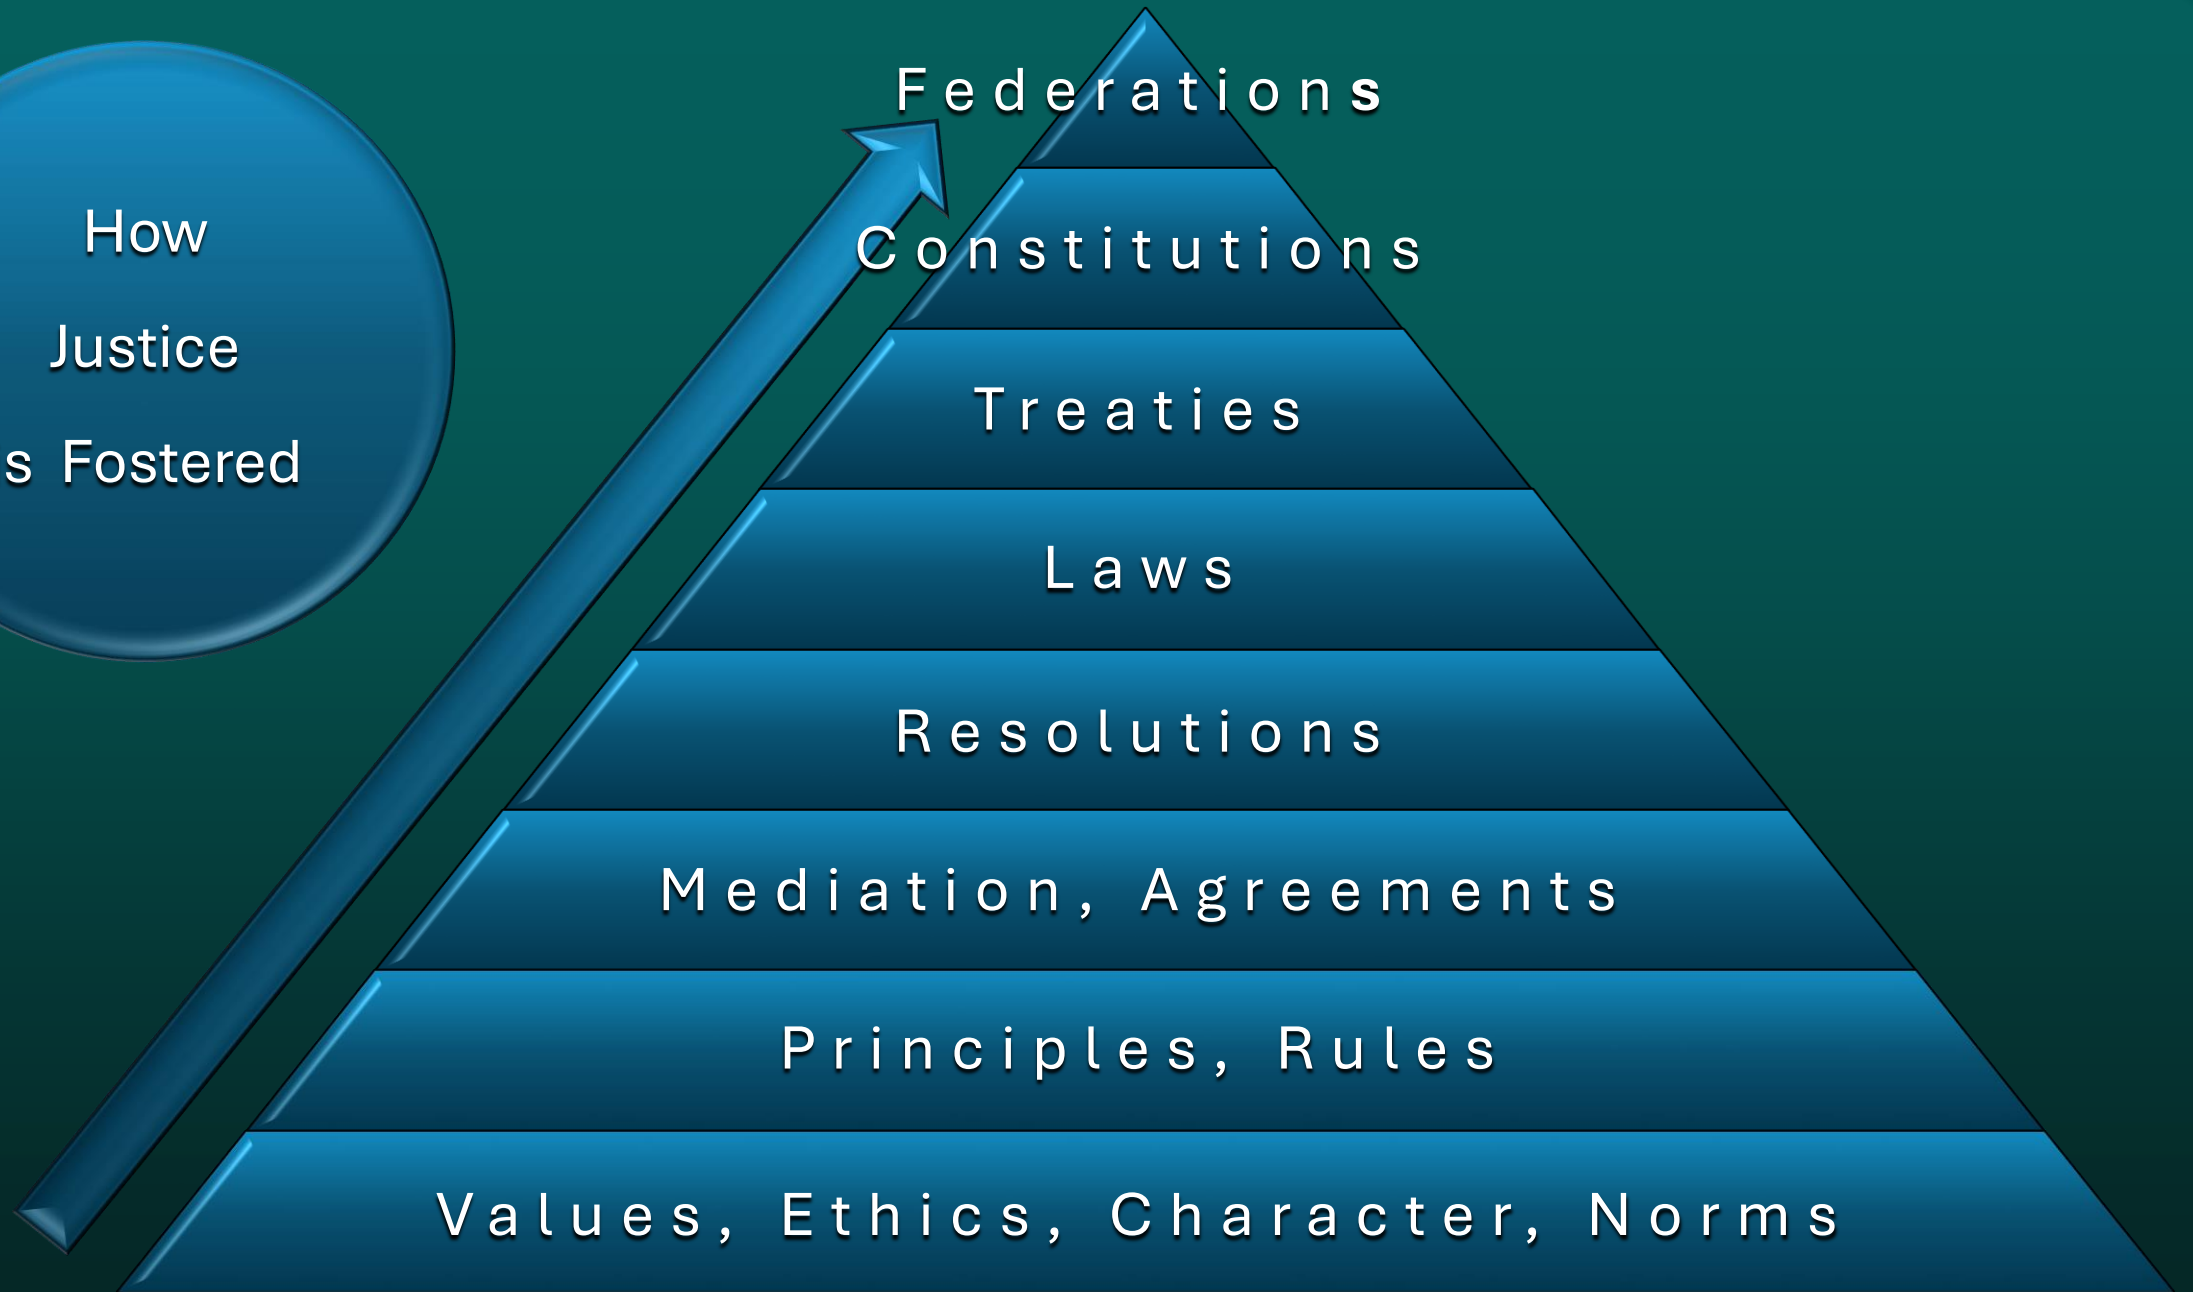 How
Justice
s Fostered
Federations
Constitutions
Treaties
Laws
Resolutions
Mediation, Agreements
Principles, Rules
Values, Ethics, Character, Norms